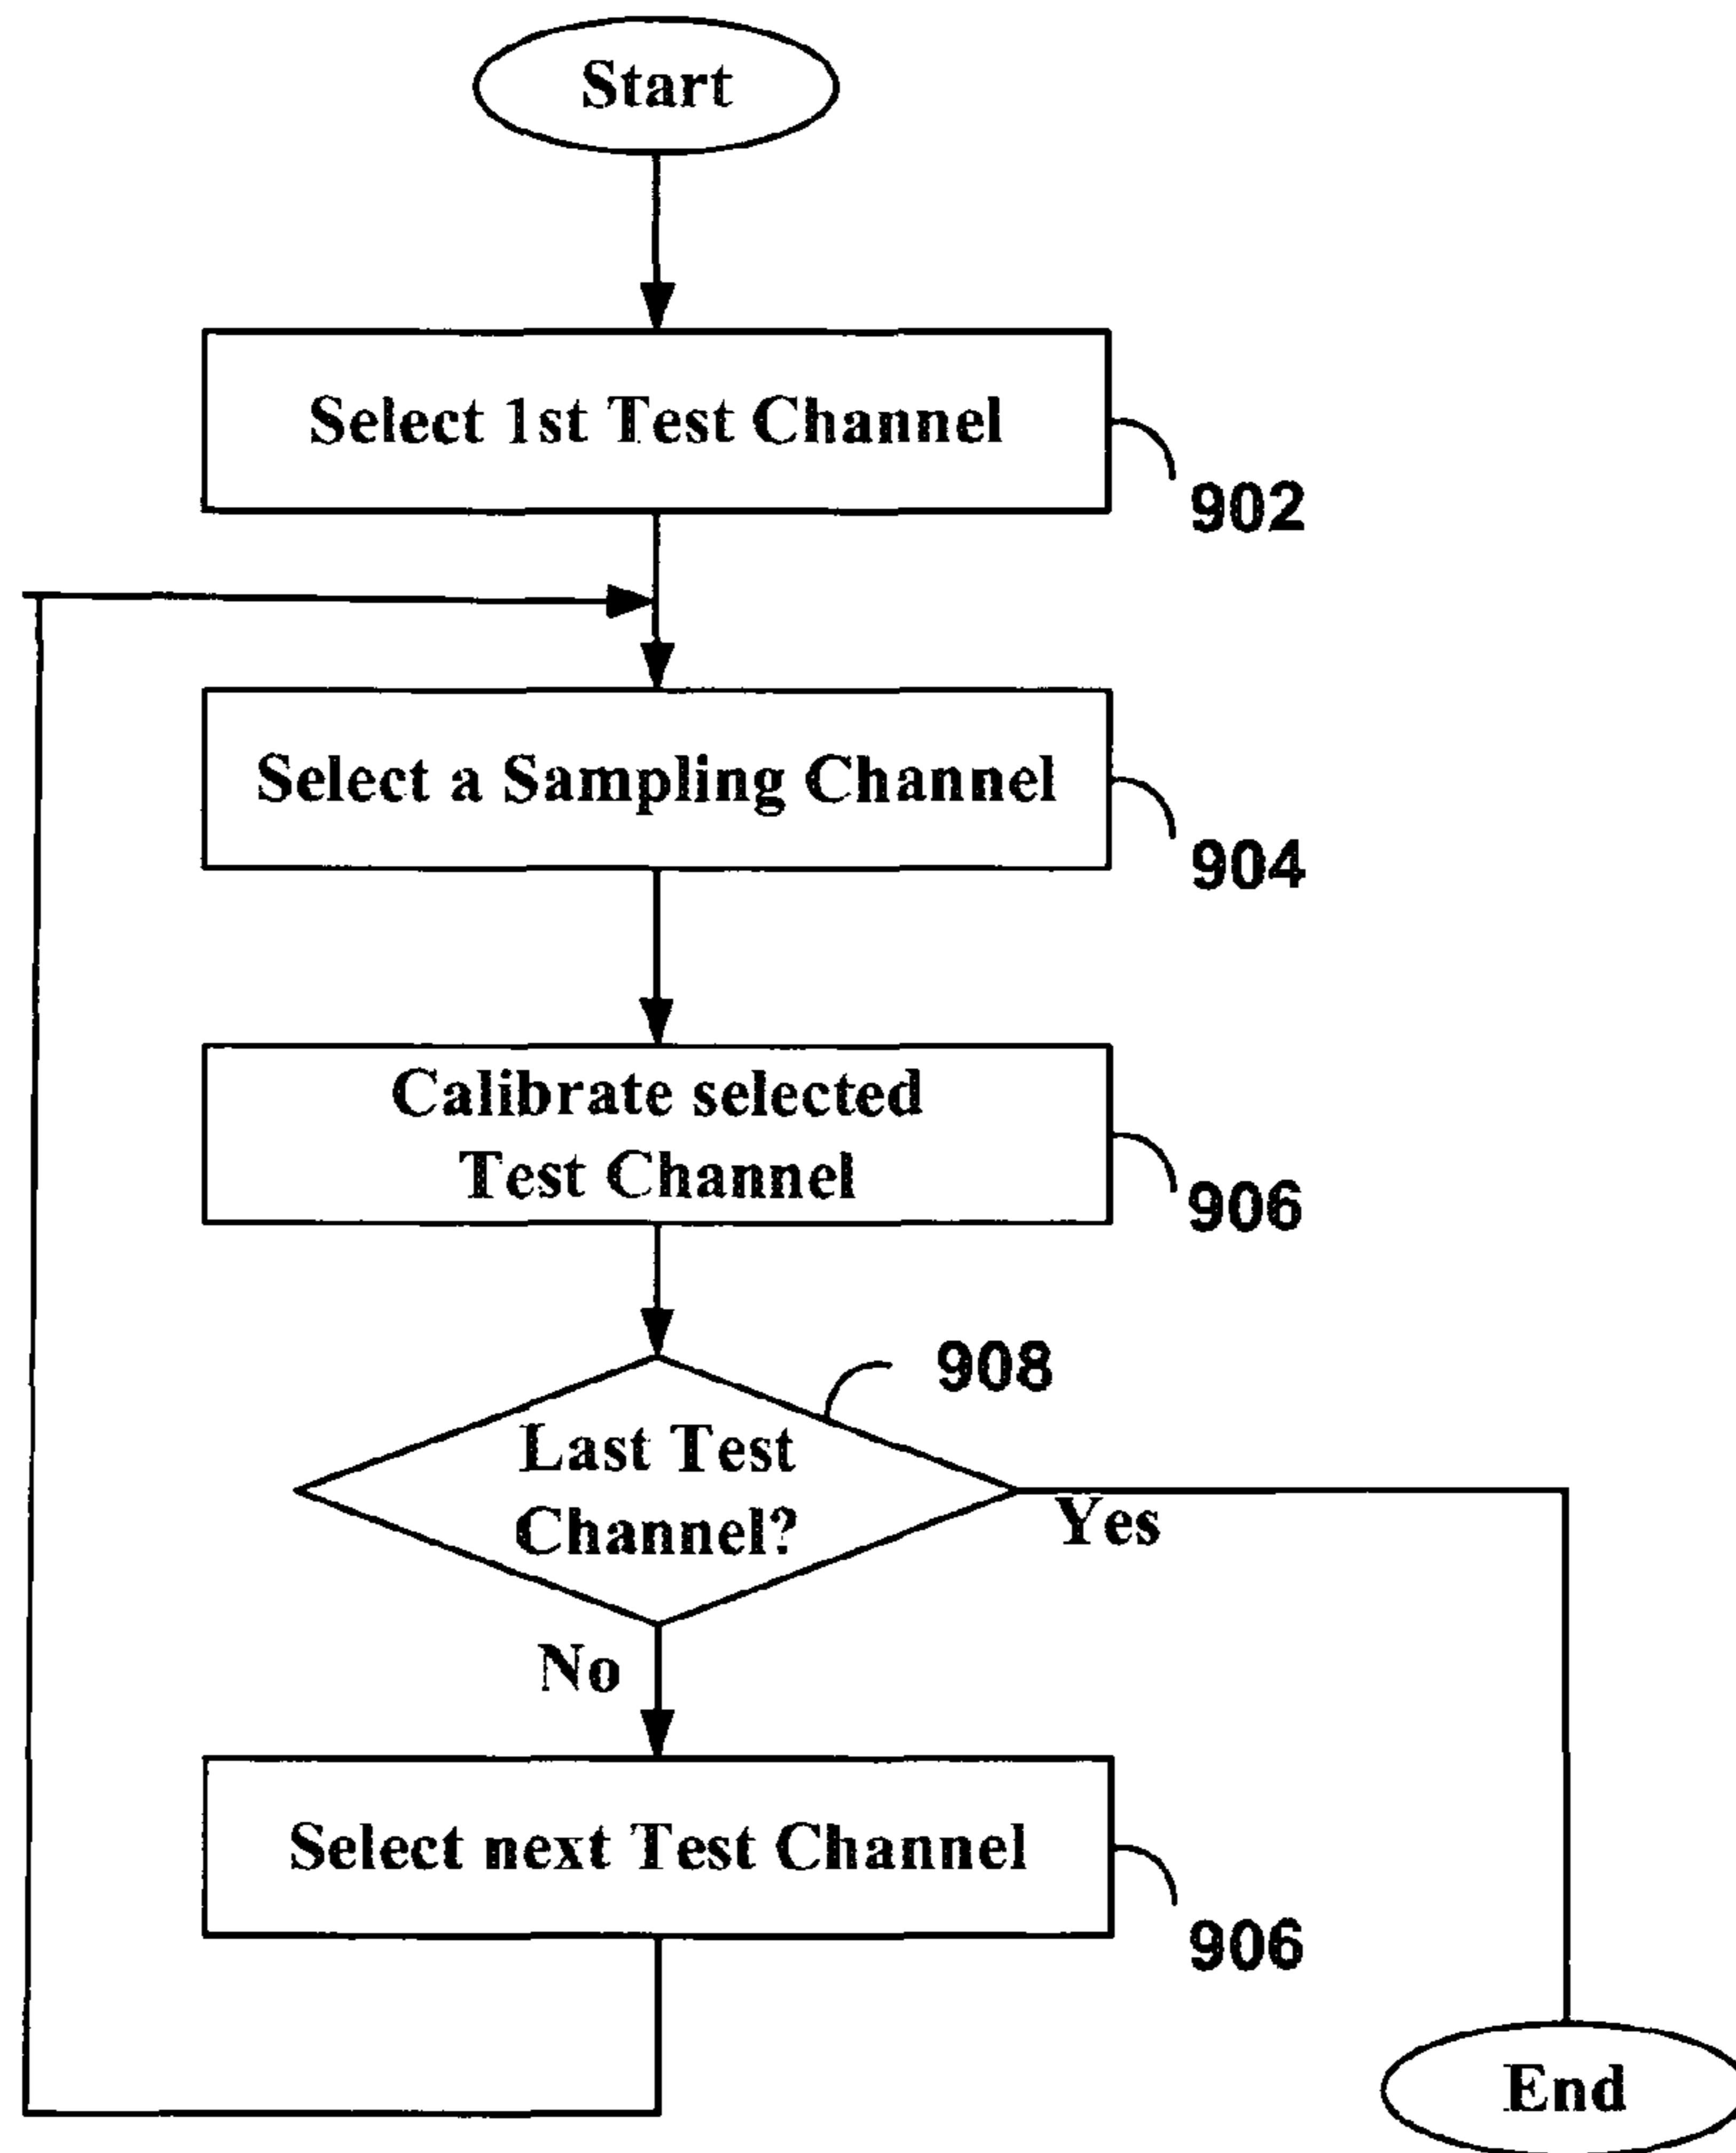 Start
Select 1st Test Channel
902
Select a Sampling Channel
904
Calibrate selected
Test Channel
906
908
Last Test
Channel?
Yes
No
Select next Test Channel
906
End